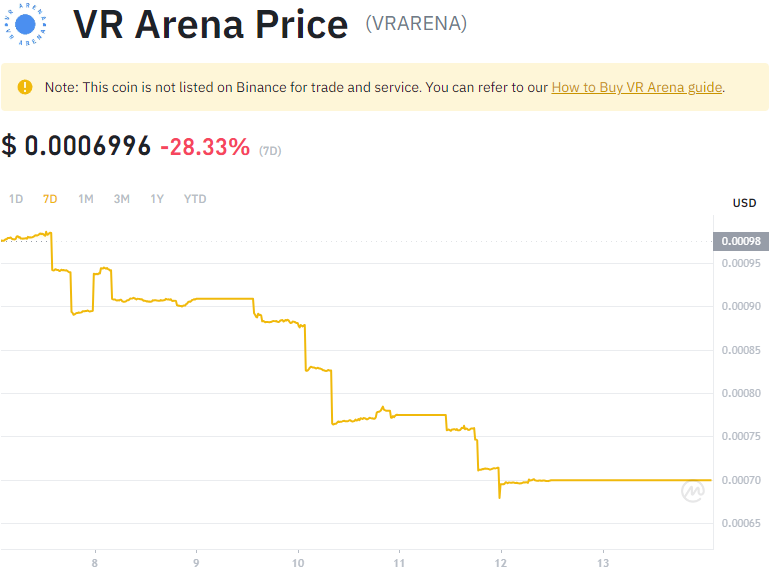 VR ARENA VR ARENA
VR Arena Price (VRARENA)
Note: This coin is not listed on Binance for trade and service. You can refer to our How to Buy VR Arena guide.
$ 0.0006996 -28.33% (7D)
1D 7D 1M 3M 1Y YTD
USD
0.00098
0.00095
0.00090
0.00085
0.00080
0.00075
0.00070
0.00065
8 9 10 11 12 13